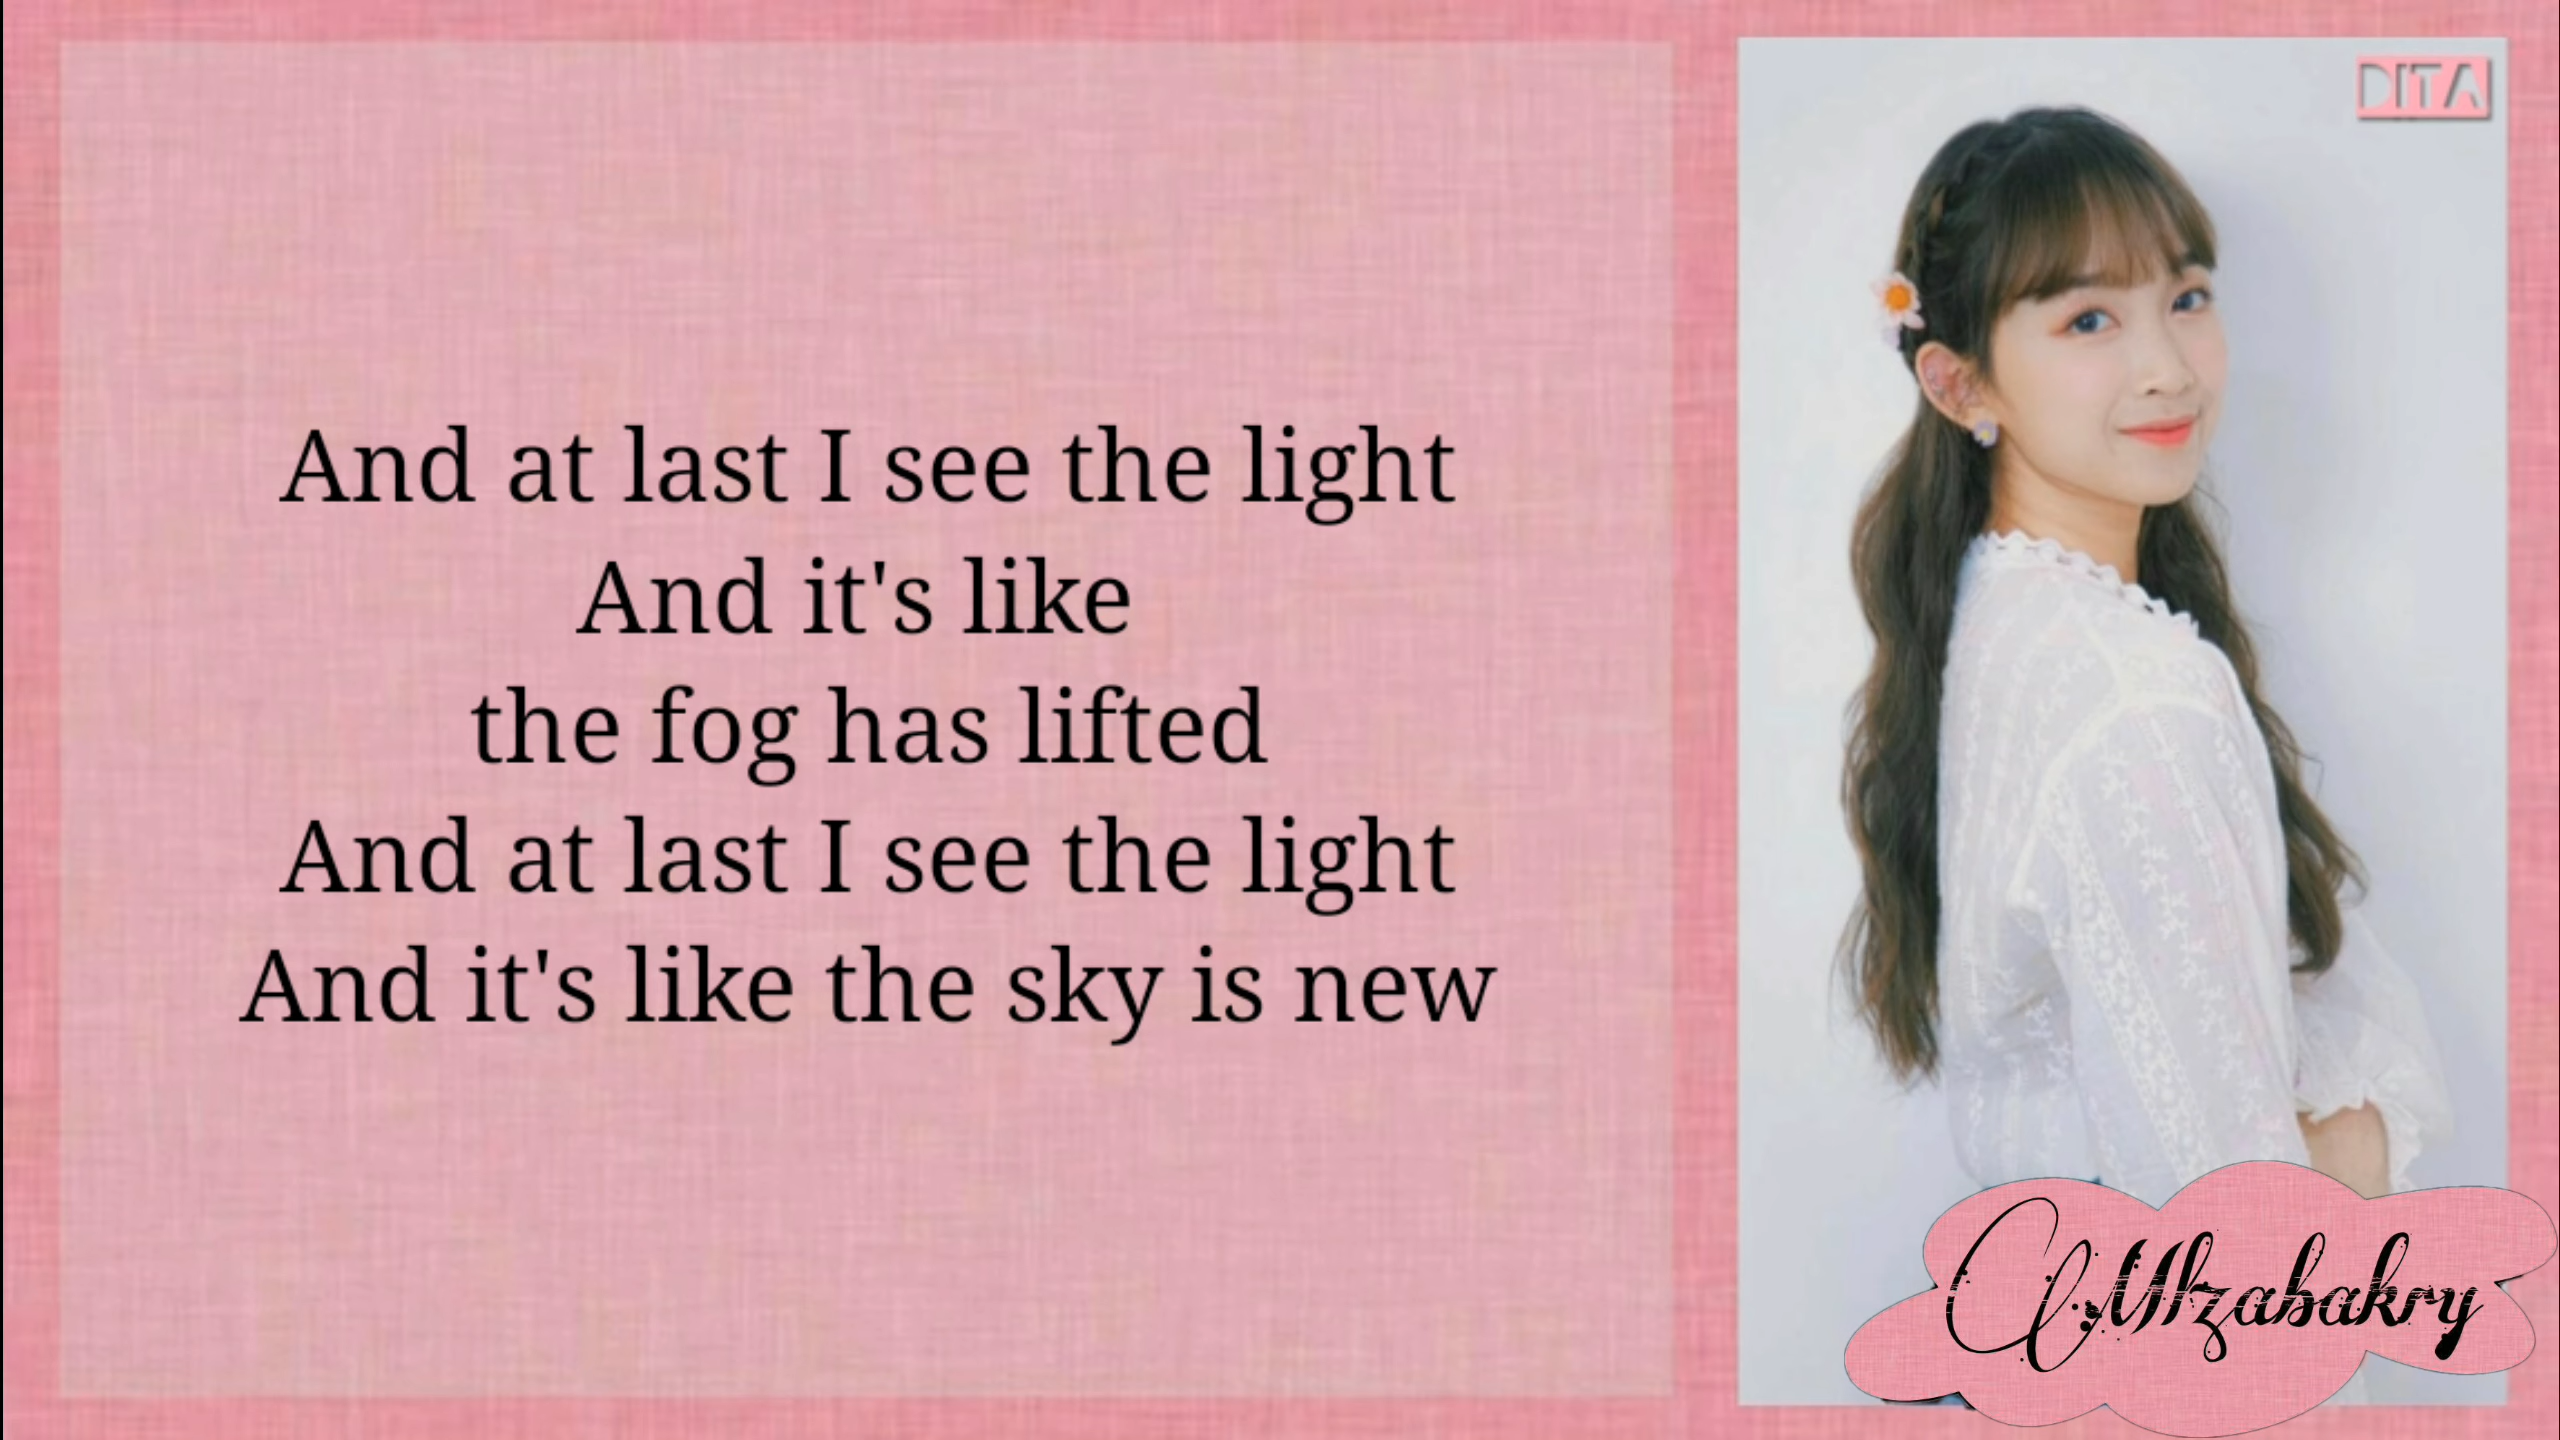 DITA
And at last I see the light
And it's like
the fog has lifted
And at last I see the light
And it's like the sky is new